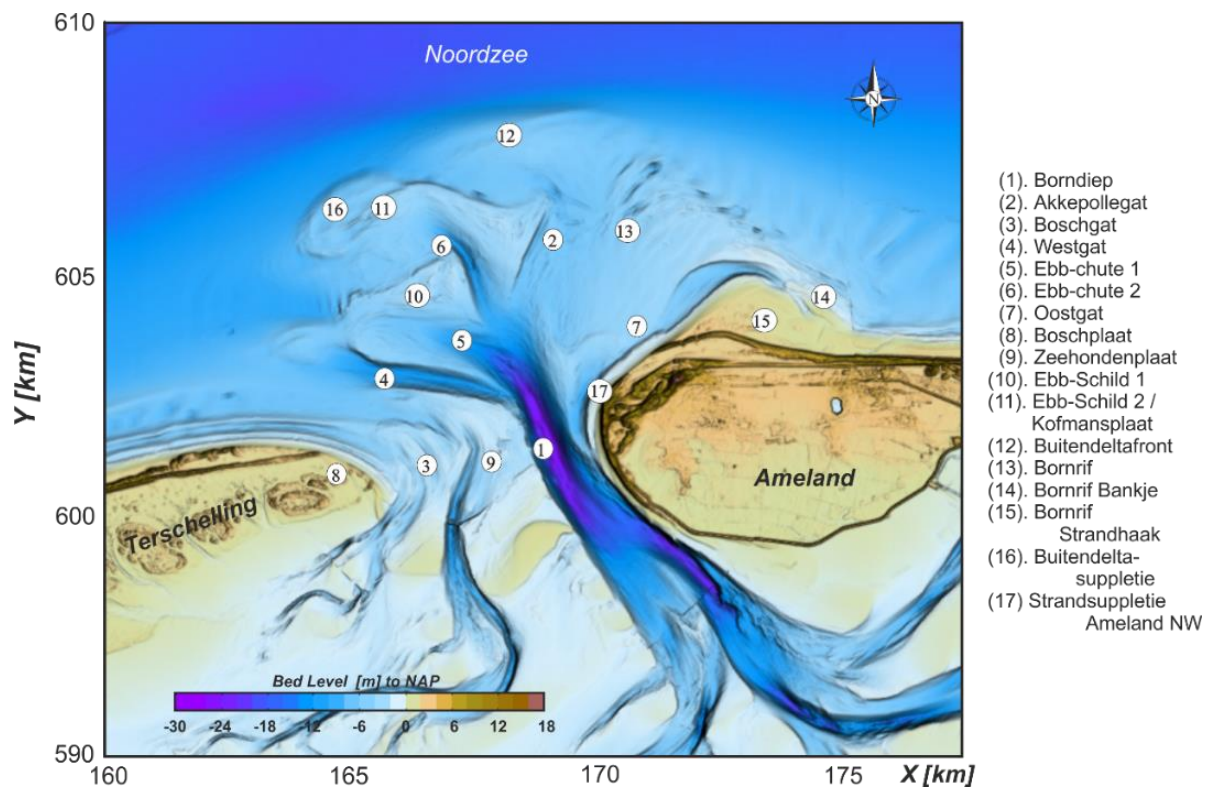 610
Noordzee
N
12
16
11
13
6
2
605
10
14
7
15
5
4
17
1
9
3
8
Ameland
Terschelling
600
Y [km]
Bed Level [m] to NAP
-30 -24 -18 -12 -6 0 6 12 18
590
160 165 170 175 X [km]
(1). Borndiep
(2). Akkepollegat
(3). Boschgat
(4). Westgat
(5). Ebb-chute 1
(6). Ebb-chute 2
(7). Oostgat
(8). Boschplaat
(9). Zeehondenplaat
(10). Ebb-Schild 1
(11). Ebb-Schild 2 /
Kofmansplaat
(12). Buitendeltafront
(13). Bornrif
(14). Bornrif Bankje
(15). Bornrif
Strandhaak
(16). Buitendelta-
suppletie
(17) Strandsuppletie
Ameland NW